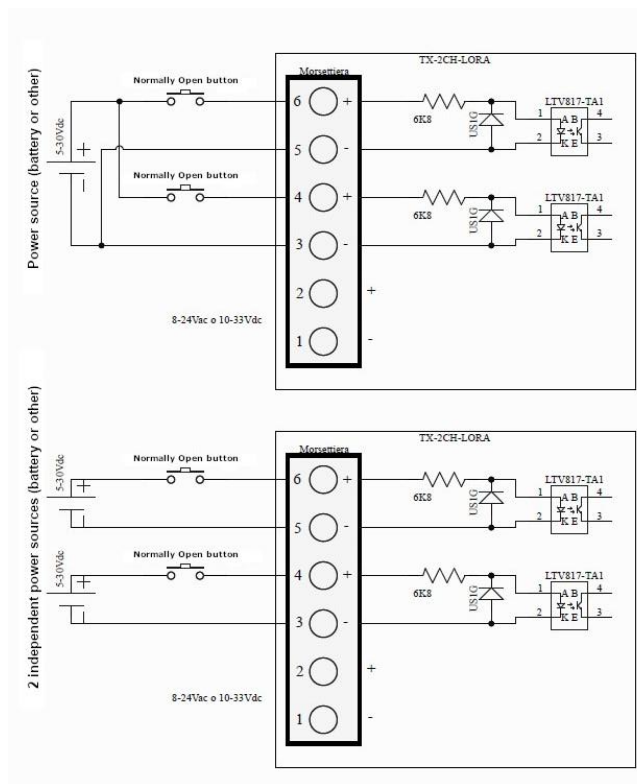 TX-2CH-LORA
Morsettiera
Normally Open button
6 +
6K8
US1G
LTV817-TA1
1 A B 4
2 K E 3
Power source (battery or other)
5-30Vdc
+
-
5 -
Normally Open button
4 +
6K8
US1G
LTV817-TA1
1 A B 4
2 K E 3
3 -
2 +
8-24Vac o 10-33Vdc
1 -
TX-2CH-LORA
Morsettiera
Normally Open button
6 +
6K8
US1G
LTV817-TA1
1 A B 4
2 K E 3
2 independent power sources (battery or other)
5-30Vdc
+
-
5 -
Normally Open button
5-30Vdc
+
-
4 +
6K8
US1G
LTV817-TA1
1 A B 4
2 K E 3
3 -
2 +
8-24Vac o 10-33Vdc
1 -